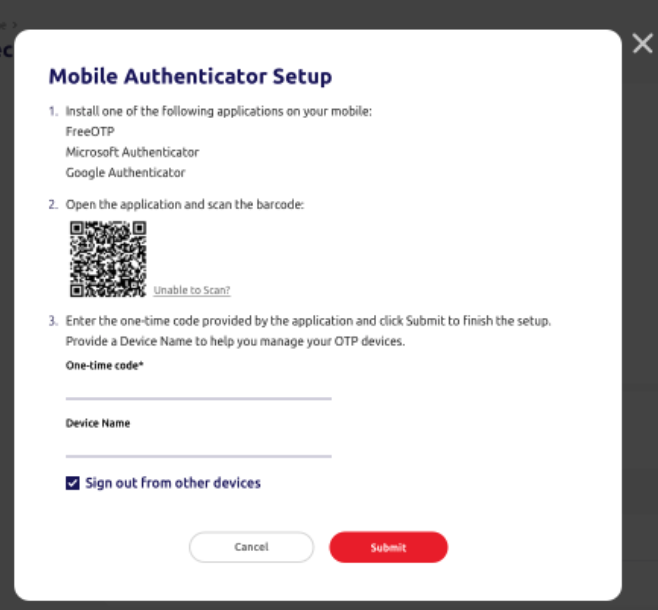 Mobile Authenticator Setup
1. Install one of the following applications on your mobile:
FreeOTP
Microsoft Authenticator
Google Authenticator
2. Open the application and scan the barcode:
Unable to Scan?
3. Enter the one-time code provided by the application and click Submit to finish the setup.
Provide a Device Name to help you manage your OTP devices.
One-time code*
Device Name
Sign out from other devices
Cancel
Submit